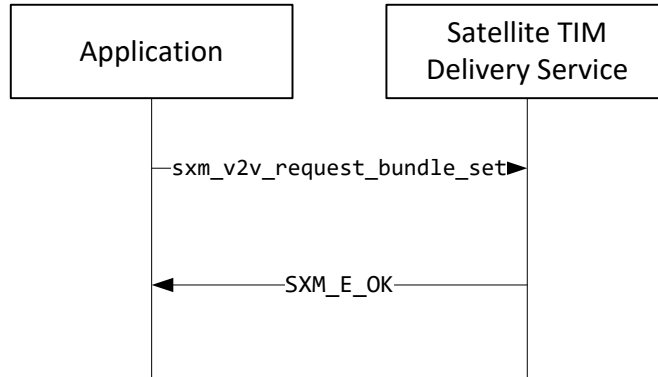 Application
Satellite TIM
Delivery Service
sxm_v2v_request_bundle_set
SXM_E_OK